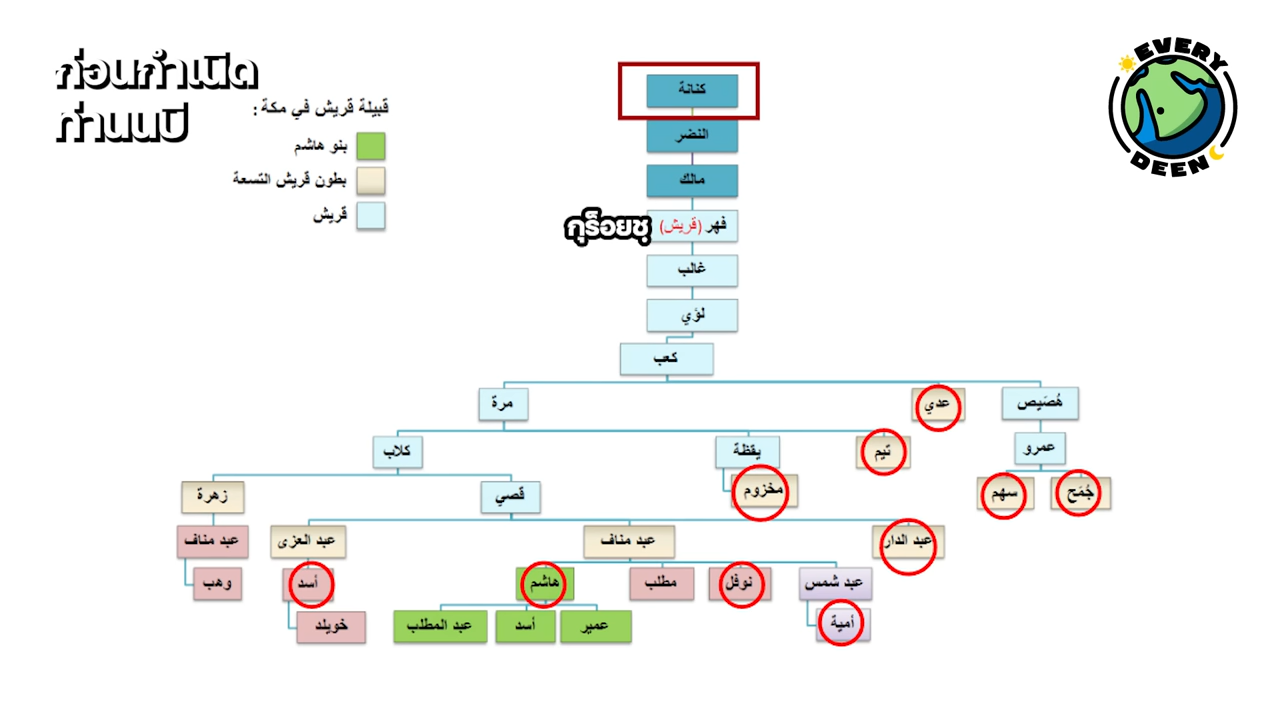 ก่อนกำเนิด
ท่านนบี
EVERY
DEEN
قبيلة قريش في مكة :
بنو هاشم
بطون قريش التسعة
قريش
كنانة
النضر
مالك
กุร็อยชฺ
فهر (قريش)
غالب
لؤي
كعب
هُصَيص
عدي
مرة
عمرو
تيم
يقظة
كلاب
جُمَح
سهم
مخزوم
قصي
زهرة
عبد الدار
عبد مناف
عبد العزى
عبد مناف
عبد شمس
نوفل
مطلب
هاشم
أسد
وهب
أمية
عمير
أسد
عبد المطلب
خويلد